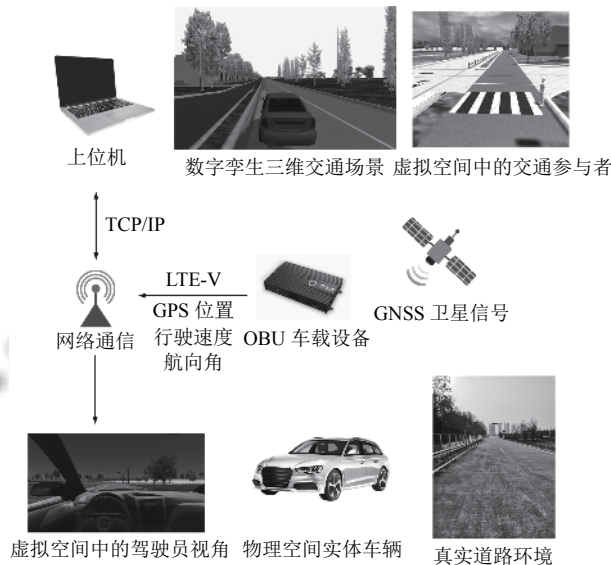 上位机
数字孪生三维交通场景 虚拟空间中的交通参与者
TCP/IP
LTE-V
GPS 位置
行驶速度
航向角
网络通信
OBU 车载设备
GNSS 卫星信号
虚拟空间中的驾驶员视角 物理空间实体车辆 真实道路环境